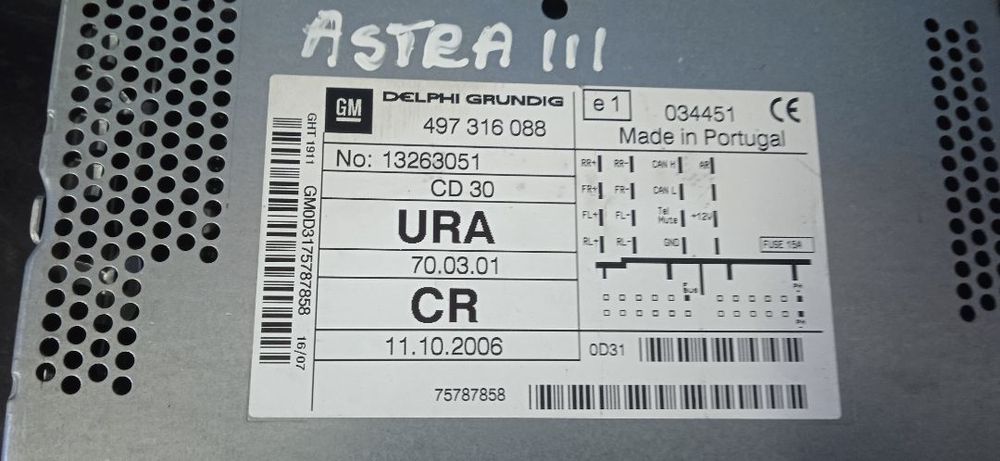 ASTRA III
GM DELPHI GRUNDIG
497 316 088
No: 13263051
CD 30
URA
70.03.01
CR
11.10.2006
75787858
GHT 1911 GM0D3175787858 16/07
e1 034451 CE
Made in Portugal
RR+ RR- CAN H AR
FR+ FR- CAN L
FL+ FL- Tel Mute +12V
RL+ RL- GND FUSE 15A
0D31